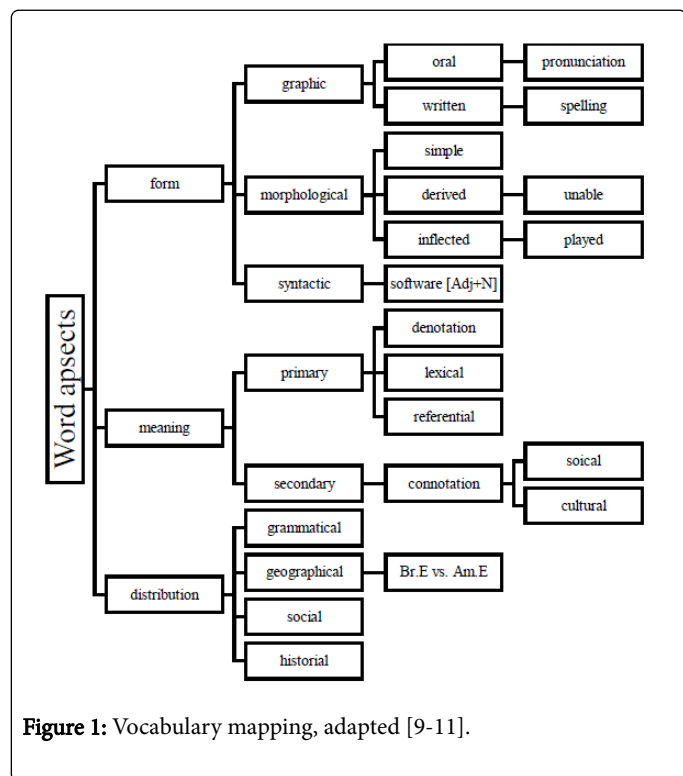 Word apsects
form
graphic
oral
pronunciation
written
spelling
morphological
simple
derived
unable
inflected
played
syntactic
software [Adj+N]
meaning
primary
denotation
lexical
referential
secondary
connotation
soical
cultural
distribution
grammatical
geographical
Br.E vs. Am.E
social
historial
Figure 1: Vocabulary mapping, adapted [9-11].